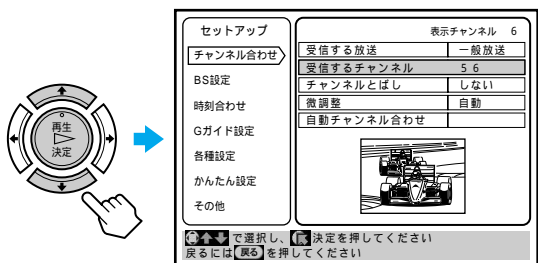 再生
決定
セットアップ
チャンネル合わせ
BS設定
時刻合わせ
Gガイド設定
各種設定
かんたん設定
その他
表示チャンネル 6
受信する放送 一般放送
受信するチャンネル 56
チャンネルとばし しない
微調整 自動
自動チャンネル合わせ
で選択し、 決定を押してください
戻るには 戻る を押してください